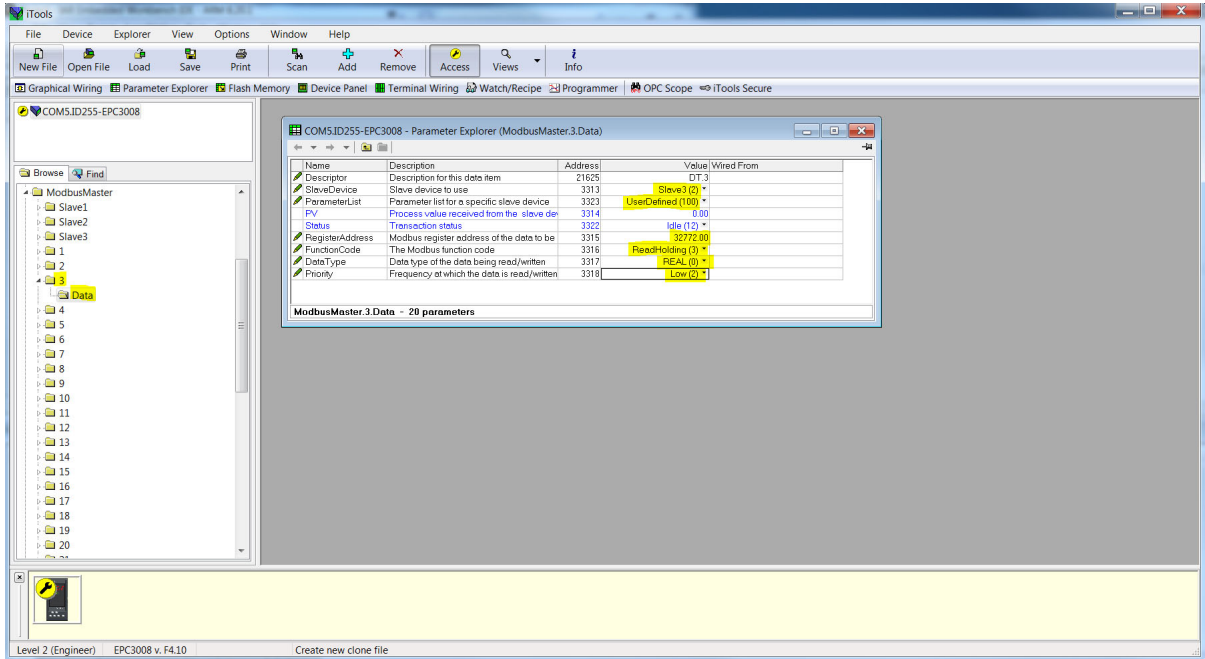 iTools
File Device Explorer View Options Window Help
New File Open File Load Save Print Scan Add Remove Access Views Info
Graphical Wiring Parameter Explorer Flash Memory Device Panel Terminal Wiring Watch/Recipe Programmer OPC Scope iTools Secure
COM5.ID255-EPC3008
Browse Find
ModbusMaster
Slave1
Slave2
Slave3
1
2
3
Data
4
5
6
7
8
9
10
11
12
13
14
15
16
17
18
19
20
COM5.ID255-EPC3008 - Parameter Explorer (ModbusMaster.3.Data)
Name Description Address Value Wired From
Descriptor Description for this data item 21625 DT.3
SlaveDevice Slave device to use 3313 Slave3 (2)
ParameterList Parameter list for a specific slave device 3323 UserDefined (100)
PV Process value received from the slave dev 3314 0.00
Status Transaction status 3322 Idle (12)
RegisterAddress Modbus register address of the data to be 3315 32772.00
FunctionCode The Modbus function code 3316 ReadHolding (3)
DataType Data type of the data being read/written 3317 REAL (0)
Priority Frequency at which the data is read/written 3318 Low (2)
ModbusMaster.3.Data - 20 parameters
Level 2 (Engineer) EPC3008 v. F4.10 Create new clone file